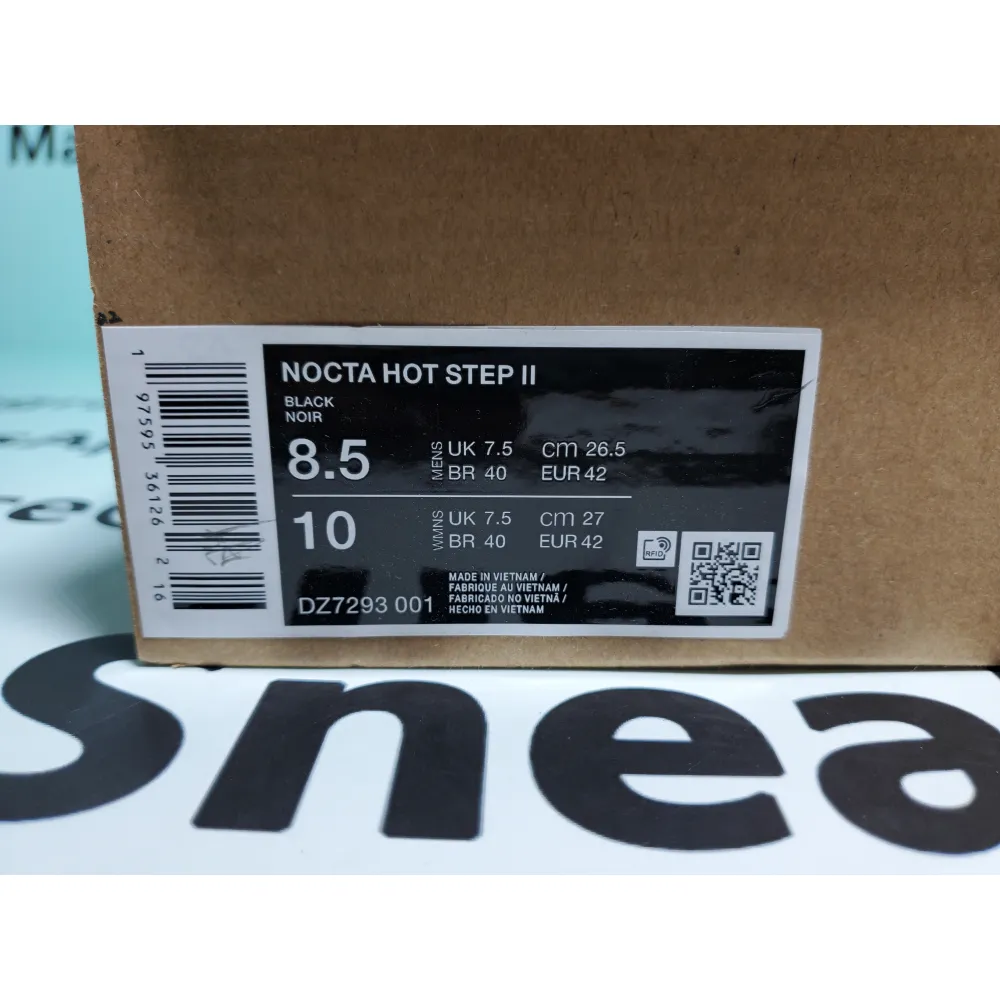 Ma
22
NOCTA HOT STEP II
BLACK
NOIR
8.5 MENS UK 7.5 cm 26.5
BR 40 EUR 42
10 WMNS UK 7.5 cm 27
BR 40 EUR 42
RFID
DZ7293 001
MADE IN VIETNAM /
FABRIQUE AU VIETNAM /
FABRICADO NO VIETNÃ /
HECHO EN VIETNAM
1 97595 36126 2 16
Snea